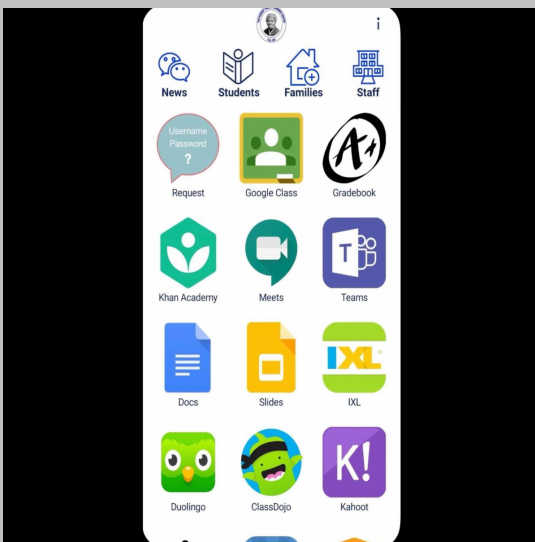 i
News Students Families Staff
Username
Password
?
Request Google Class Gradebook
A+
Khan Academy Meets Teams
T
Docs Slides IXL
IXL
Duolingo ClassDojo Kahoot
K!